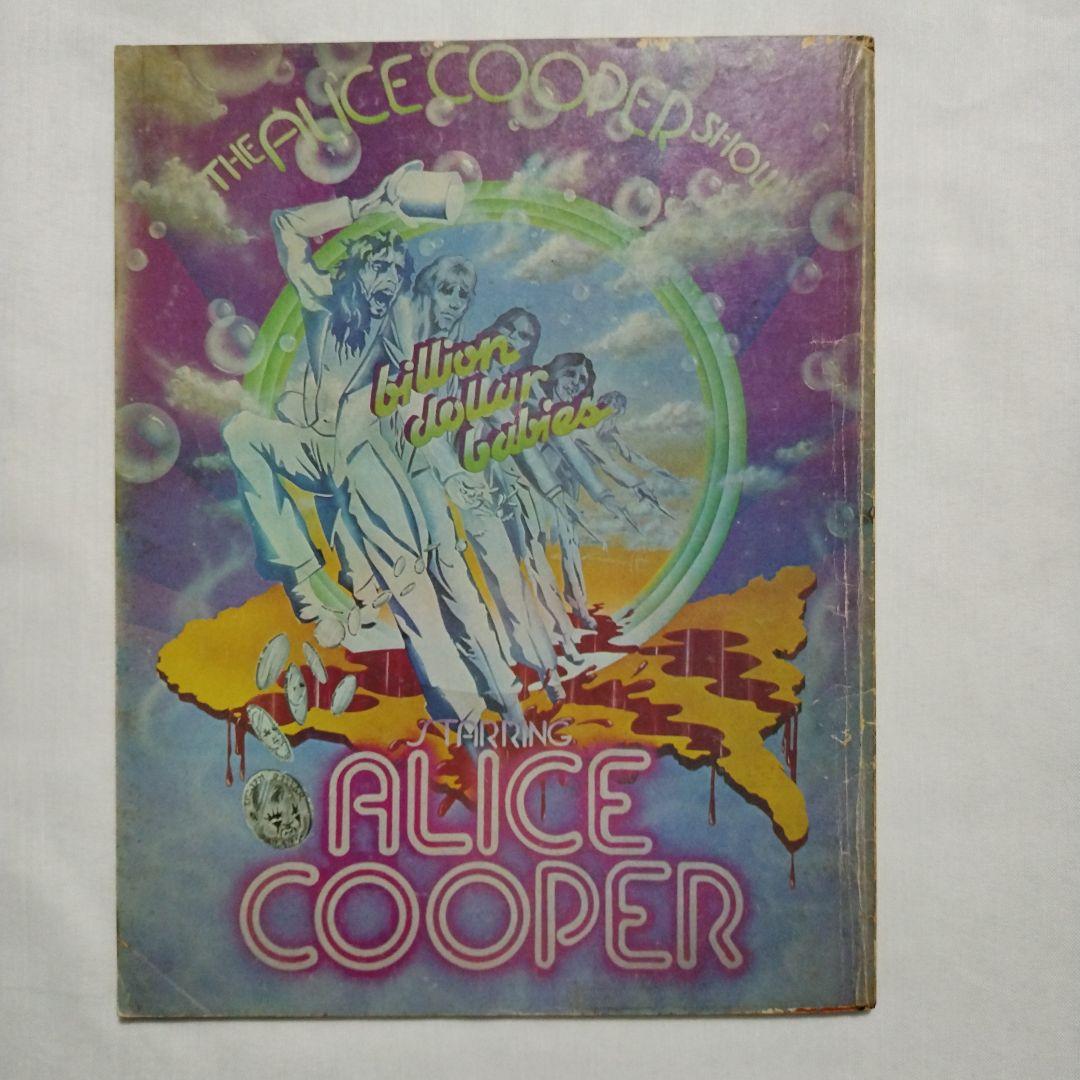 THE ALICE COOPER SHOW
billion
dollar
babies
STARRING
ALICE
COOPER